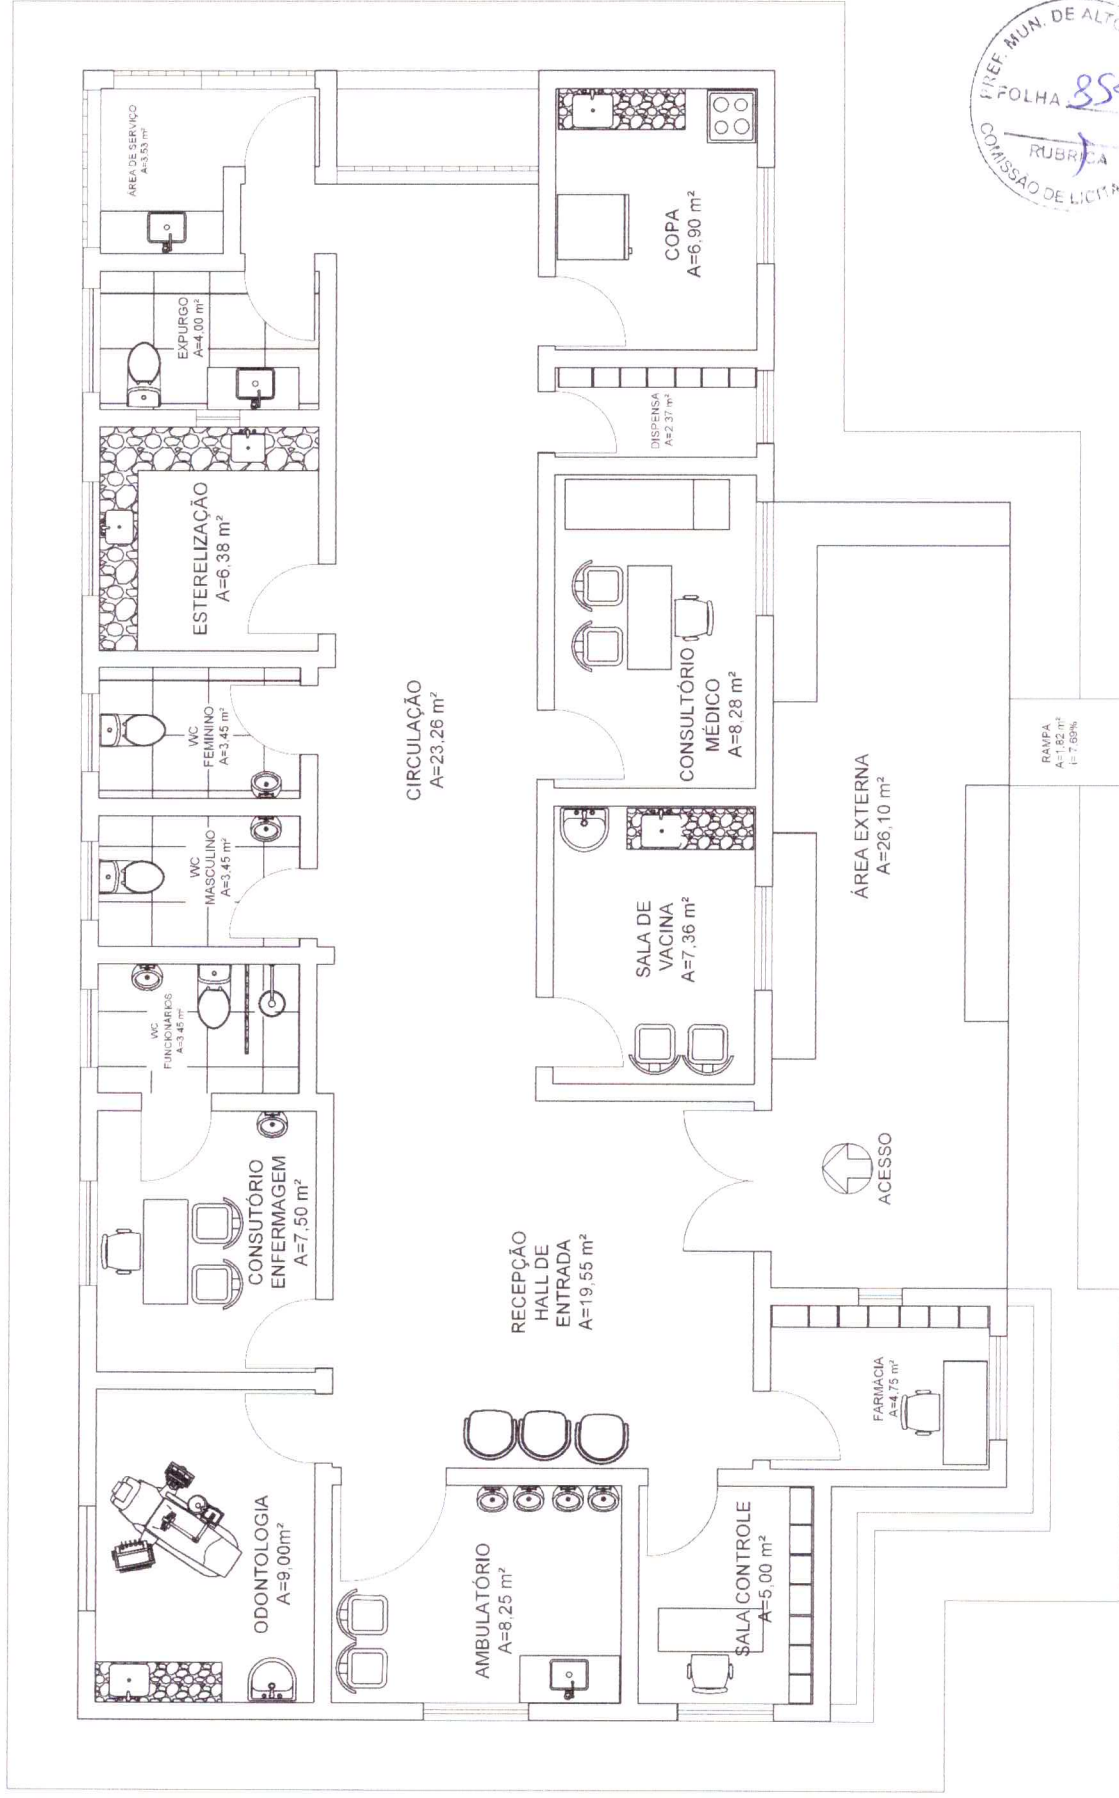 PREF. MUN. DE ALTO
FOLHA
RUBRICA
COMISSÃO DE LICITA
ÁREA DE SERVIÇO
A=3,53 m²
EXPURGO
A=4,00 m²
ESTERELIZAÇÃO
A=6,38 m²
WC
FEMININO
A=3,45 m²
WC
MASCULINO
A=3,45 m²
WC
FUNCIONÁRIOS
A=3,45 m²
CONSUTÓRIO
ENFERMAGEM
A=7,50 m²
ODONTOLOGIA
A=9,00m²
COPA
A=6,90 m²
DISPENSA
A=2,37 m²
CONSULTÓRIO
MÉDICO
A=8,28 m²
CIRCULAÇÃO
A=23,26 m²
SALA DE
VACINA
A=7,36 m²
RECEPÇÃO
HALL DE
ENTRADA
A=19,55 m²
AMBULATÓRIO
A=8,25 m²
SALA CONTROLE
A=5,00 m²
FARMÁCIA
A=4,75 m²
ÁREA EXTERNA
A=26,10 m²
ACESSO
RAMPA
A=1,82 m²
i= 7,69%